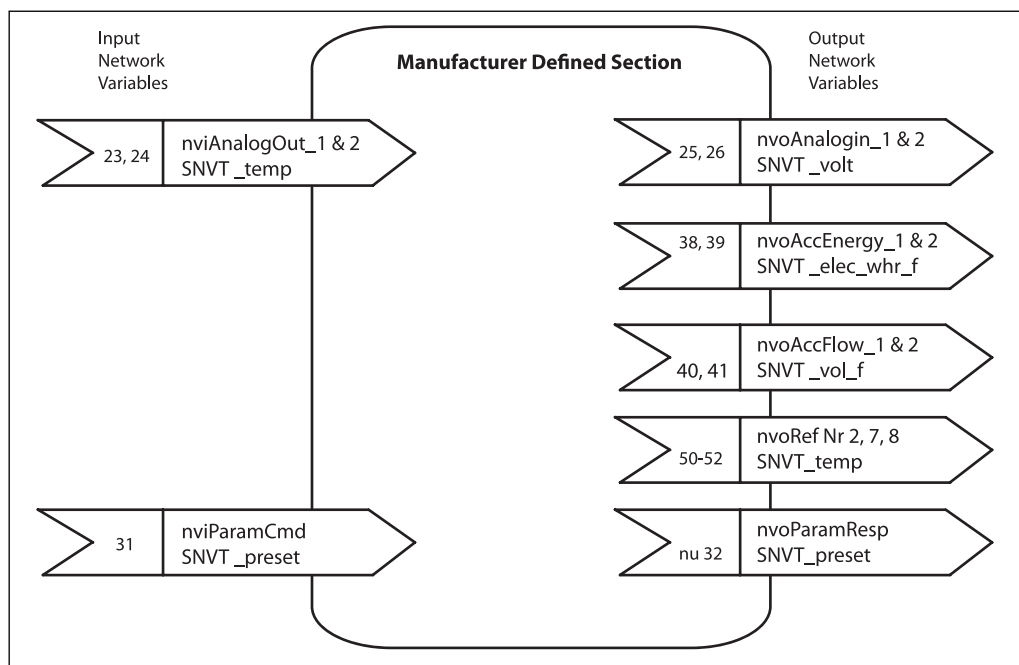 Input
Network
Variables
Manufacturer Defined Section
Output
Network
Variables
23, 24
nviAnalogOut_1 & 2
SNVT _temp
25, 26
nvoAnalogin_1 & 2
SNVT _volt
38, 39
nvoAccEnergy_1 & 2
SNVT _elec_whr_f
40, 41
nvoAccFlow_1 & 2
SNVT _vol_f
50-52
nvoRef Nr 2, 7, 8
SNVT_temp
31
nviParamCmd
SNVT _preset
nu 32
nvoParamResp
SNVT _preset